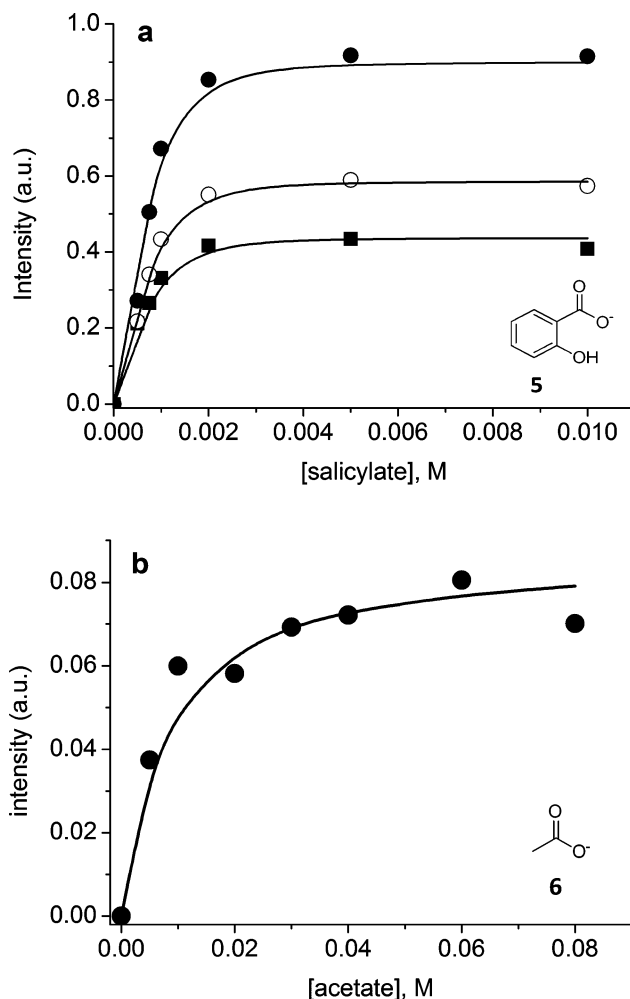 a
1.0
0.8
0.6
0.4
0.2
0.0
Intensity (a.u.)
O
O-
OH
5
0.000 0.002 0.004 0.006 0.008 0.010
[salicylate], M
b
0.08
0.06
0.04
0.02
0.00
intensity (a.u.)
O
O-
6
0.00 0.02 0.04 0.06 0.08
[acetate], M